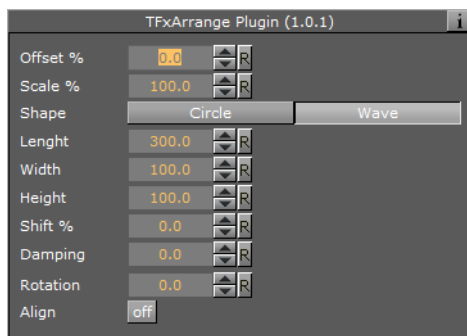 TFxArrange Plugin (1.0.1) i
Offset % 0.0 R
Scale % 100.0 R
Shape Circle Wave
Lenght 300.0 R
Width 100.0 R
Height 100.0 R
Shift % 0.0 R
Damping 0.0 R
Rotation 0.0 R
Align off